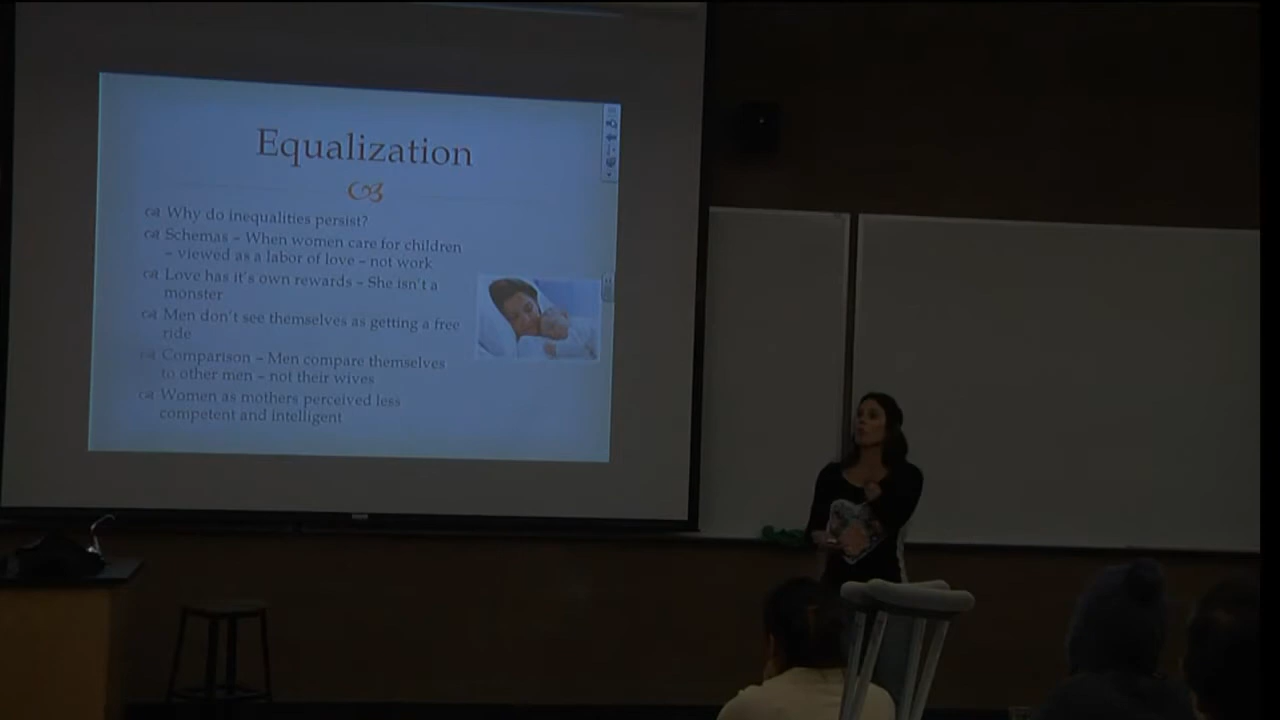 Equalization
Why do inequalities persist?
Schemas – When women care for children
– viewed as a labor of love – not work
Love has it's own rewards – She isn't a
monster
Men don't see themselves as getting a free
ride
Comparison – Men compare themselves
to other men – not their wives
Women as mothers perceived less
competent and intelligent